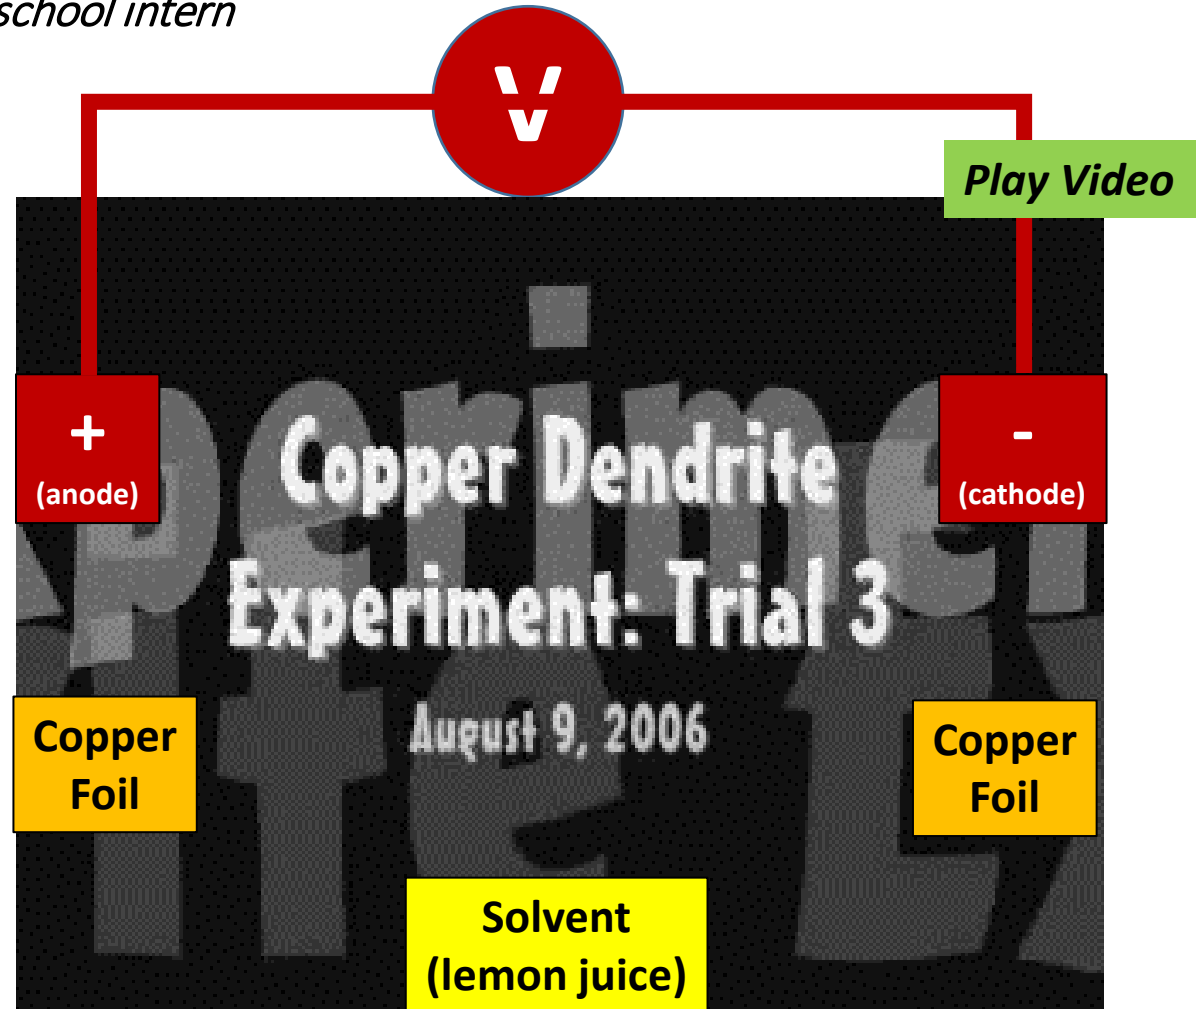 school intern
V
Play Video
+
(anode)
-
(cathode)
Copper Dendrite
Experiment: Trial 3
August 9, 2006
Copper
Foil
Copper
Foil
Solvent
(lemon juice)